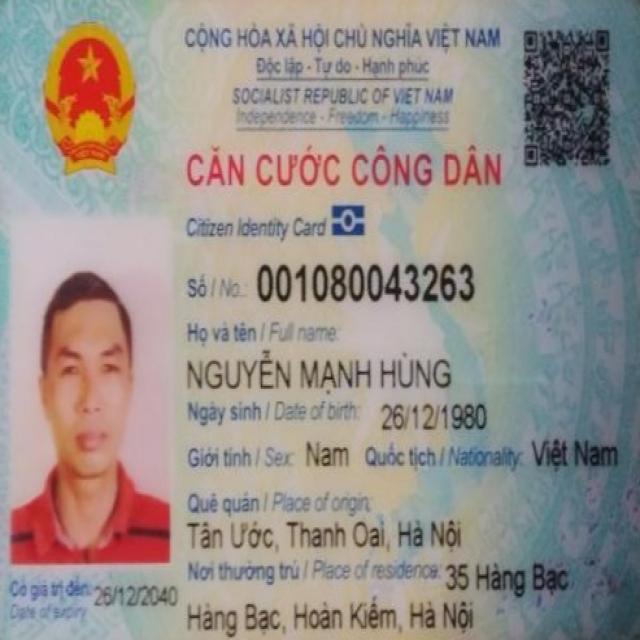 CỘNG HÒA XÃ HỘI CHỦ NGHĨA VIỆT NAM
Độc lập - Tự do - Hạnh phúc
SOCIALIST REPUBLIC OF VIET NAM
Independence - Freedom - Happiness
CĂN CƯỚC CÔNG DÂN
Citizen Identity Card
Số / No.: 001080043263
Họ và tên / Full name:
NGUYỄN MẠNH HÙNG
Ngày sinh / Date of birth: 26/12/1980
Giới tính / Sex: Nam Quốc tịch / Nationality: Việt Nam
Quê quán / Place of origin:
Tân Ước, Thanh Oai, Hà Nội
Nơi thường trú / Place of residence: 35 Hàng Bạc
Hàng Bạc, Hoàn Kiếm, Hà Nội
Có giá trị đến: 26/12/2040
Date of expiry